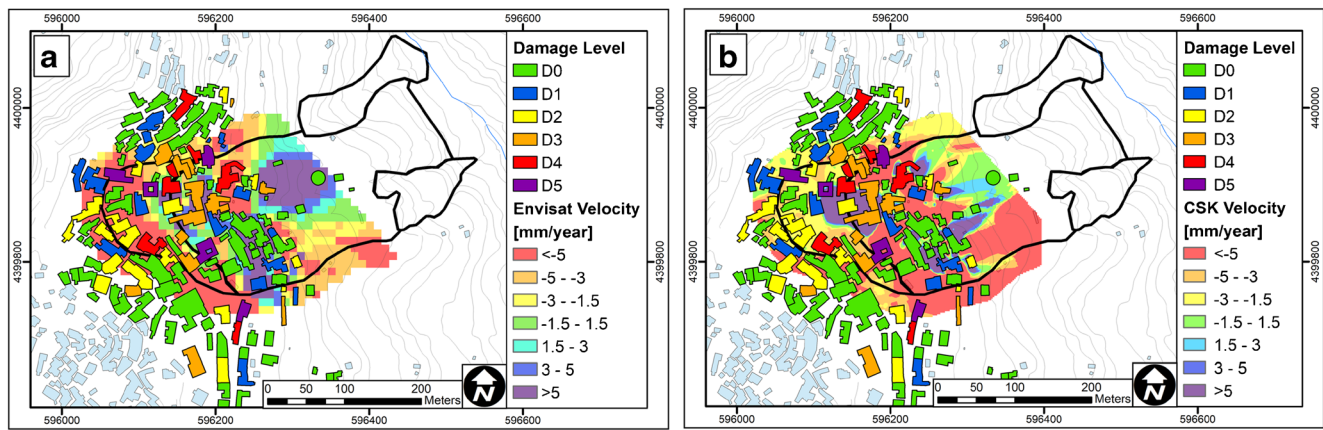 596000 596200 596400 596600
a
4400000
4399800
Damage Level
D0
D1
D2
D3
D4
D5
Envisat Velocity
[mm/year]
<-5
-5 - -3
-3 - -1.5
-1.5 - 1.5
1.5 - 3
3 - 5
>5
0 50 100 200
Meters
596000 596200 596400 596600
596000 596200 596400 596600
b
4400000
4399800
Damage Level
D0
D1
D2
D3
D4
D5
CSK Velocity
[mm/year]
<-5
-5 - -3
-3 - -1.5
-1.5 - 1.5
1.5 - 3
3 - 5
>5
0 50 100 200
Meters
596000 596200 596400 596600